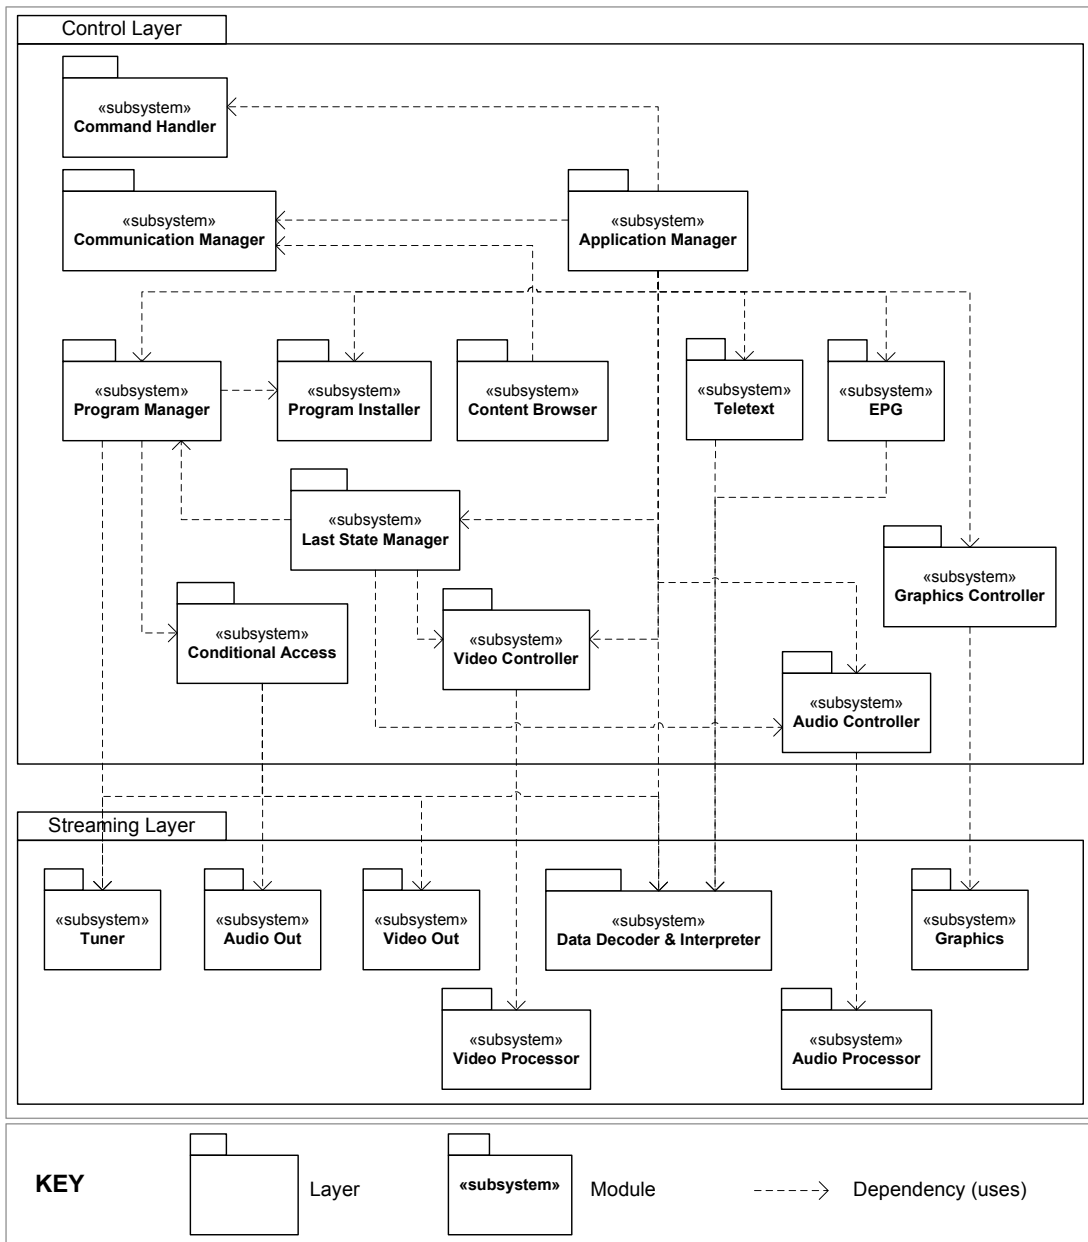 Control Layer
«subsystem»
Command Handler
«subsystem»
Communication Manager
«subsystem»
Application Manager
«subsystem»
Program Manager
«subsystem»
Program Installer
«subsystem»
Content Browser
«subsystem»
Teletext
«subsystem»
EPG
«subsystem»
Last State Manager
«subsystem»
Graphics Controller
«subsystem»
Conditional Access
«subsystem»
Video Controller
«subsystem»
Audio Controller
Streaming Layer
«subsystem»
Tuner
«subsystem»
Audio Out
«subsystem»
Video Out
«subsystem»
Data Decoder & Interpreter
«subsystem»
Graphics
«subsystem»
Video Processor
«subsystem»
Audio Processor
KEY
Layer
«subsystem»
Module
Dependency (uses)